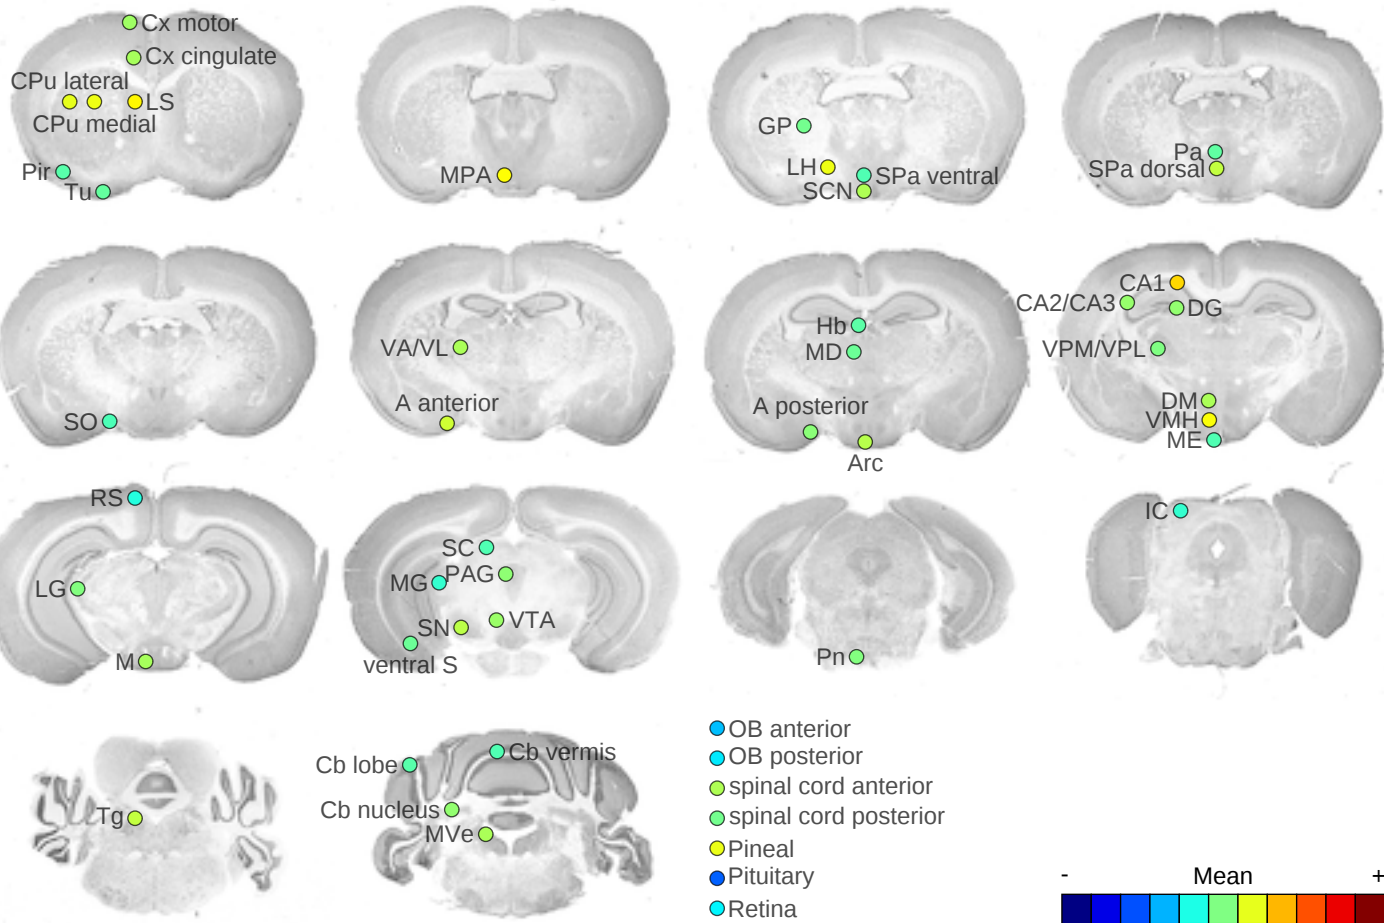 Cx motor
Cx cingulate
CPu lateral
LS
CPu medial
Pir
Tu
MPA
GP
LH
SPa ventral
SCN
Pa
SPa dorsal
SO
VA/VL
A anterior
Hb
MD
A posterior
Arc
CA1
CA2/CA3
DG
VPM/VPL
DM
VMH
ME
RS
LG
M
SC
MG
PAG
SN
VTA
ventral S
Pn
IC
Tg
Cb lobe
Cb vermis
Cb nucleus
MVe
OB anterior
OB posterior
spinal cord anterior
spinal cord posterior
Pineal
Pituitary
Retina
- Mean +